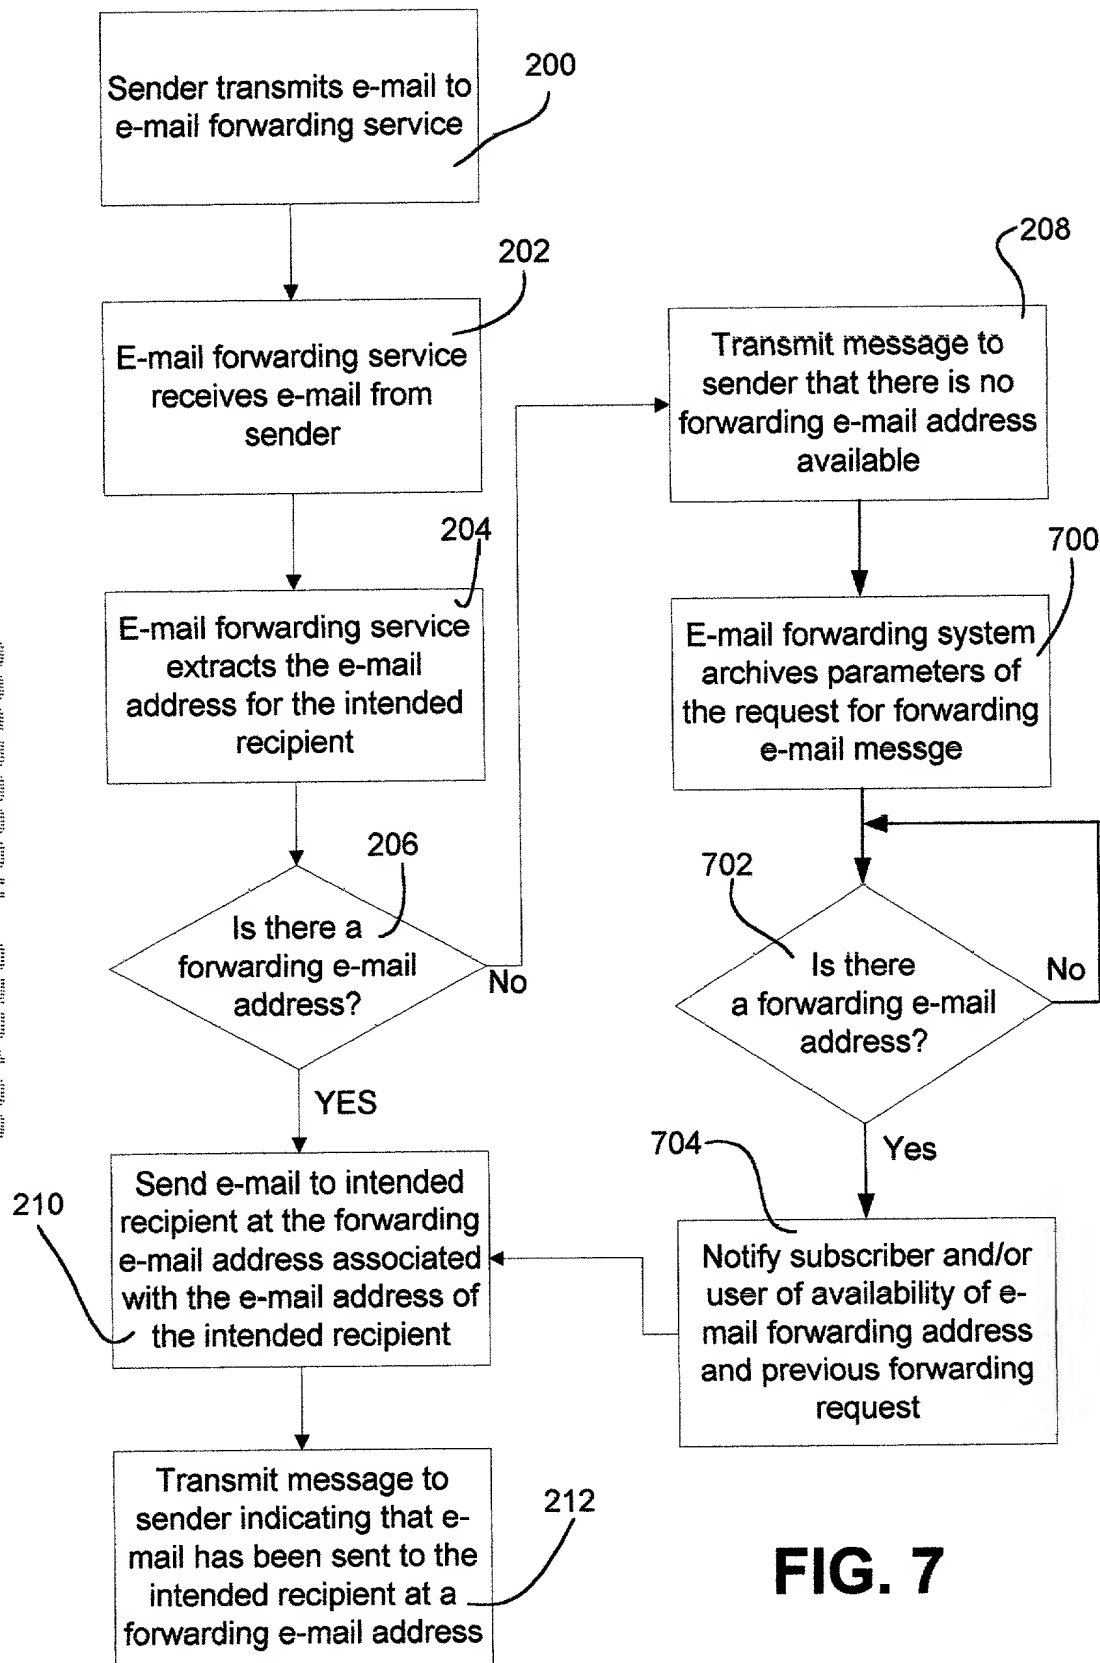 Sender transmits e-mail to
e-mail forwarding service
200
202
E-mail forwarding service
receives e-mail from
sender
204
E-mail forwarding service
extracts the e-mail
address for the intended
recipient
206
Is there a
forwarding e-mail
address?
No
YES
210
Send e-mail to intended
recipient at the forwarding
e-mail address associated
with the e-mail address of
the intended recipient
Transmit message to
sender indicating that e-
mail has been sent to the
intended recipient at a
forwarding e-mail address
212
208
Transmit message to
sender that there is no
forwarding e-mail address
available
700
E-mail forwarding system
archives parameters of
the request for forwarding
e-mail messge
702
Is there
a forwarding e-mail
address?
No
Yes
704
Notify subscriber and/or
user of availability of e-
mail forwarding address
and previous forwarding
request
FIG. 7